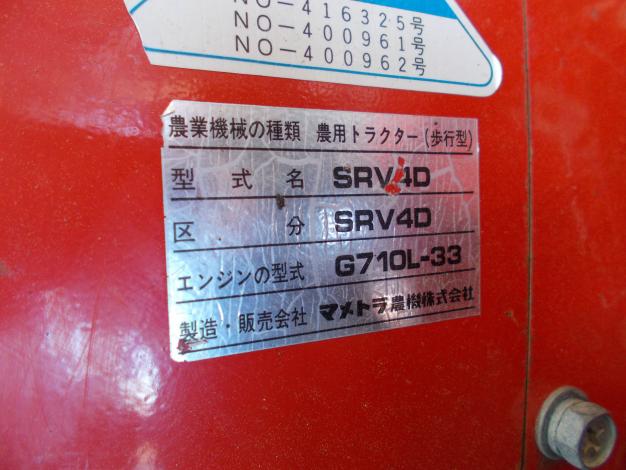 NO-416325号
NO-400961号
NO-400962号
農業機械の種類 農用トラクター(歩行型)
型式名 SRV4D
区分 SRV4D
エンジンの型式 G710L-33
製造・販売会社 マメトラ農機株式会社